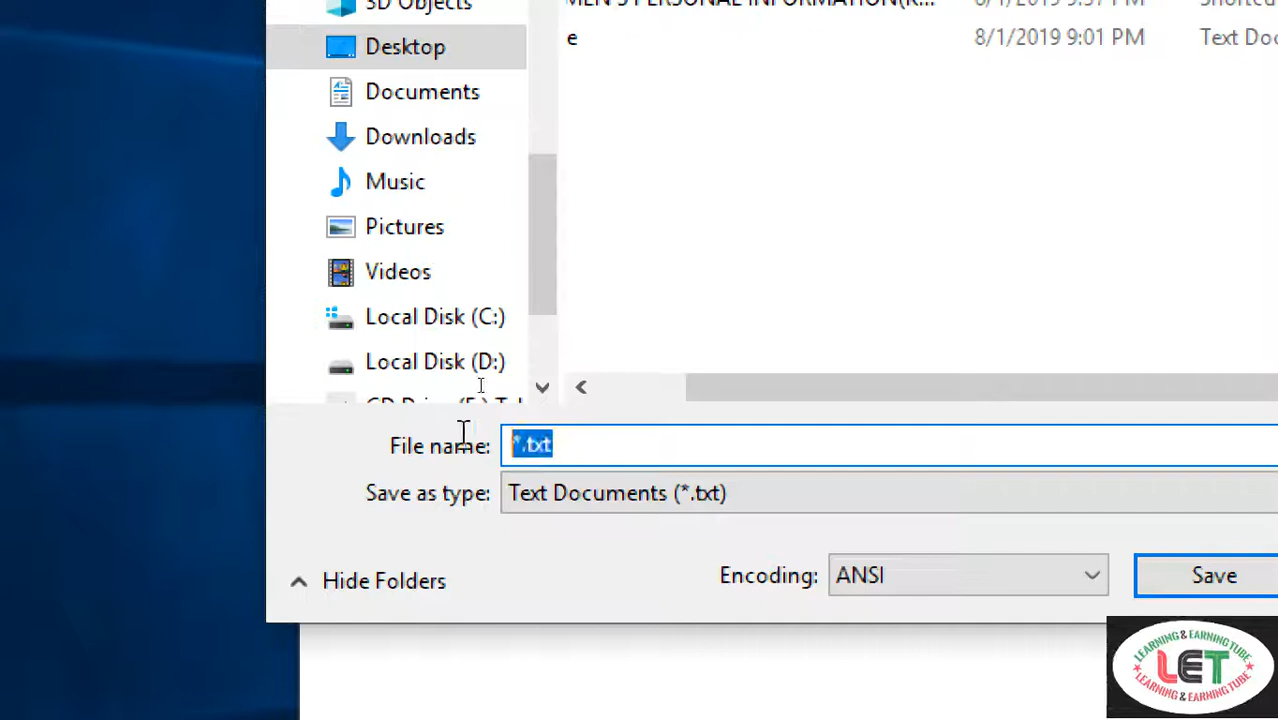 3D Objects
MEN'S PERSONAL INFORMATION(R...
8/1/2019 9:57 PM
Desktop
e
8/1/2019 9:01 PM
Text Doc
Documents
Downloads
Music
Pictures
Videos
Local Disk (C:)
Local Disk (D:)
File name:
*.txt
Save as type:
Text Documents (*.txt)
Hide Folders
Encoding:
ANSI
Save
LEARNING & EARNING TUBE
LET
LEARNING & EARNING TUBE